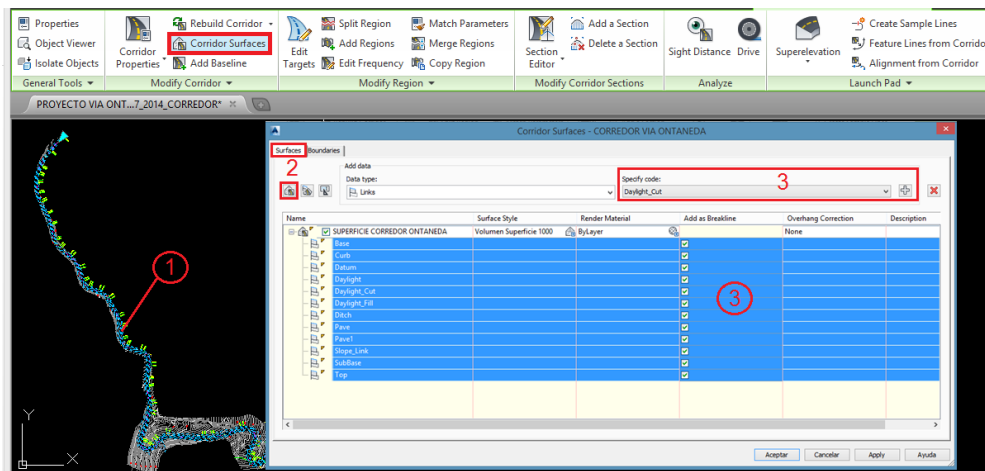 Properties
Object Viewer
Isolate Objects
General Tools
Corridor Properties
Rebuild Corridor
Corridor Surfaces
Add Baseline
Modify Corridor
Edit Targets
Split Region
Add Regions
Edit Frequency
Match Parameters
Merge Regions
Copy Region
Modify Region
Section Editor
Add a Section
Delete a Section
Modify Corridor Sections
Sight Distance
Drive
Analyze
Superelevation
Create Sample Lines
Feature Lines from Corrido
Alignment from Corridor
Launch Pad
PROYECTO VIA ONT...7_2014_CORREDOR*
Corridor Surfaces - CORREDOR VIA ONTANEDA
Surfaces Boundaries
2
Add data
Data type:
Links
Specify code:
Daylight_Cut
3
Name Surface Style Render Material Add as Breakline Overhang Correction Description
SUPERFICIE CORREDOR ONTANEDA Volumen Superficie 1000 ByLayer None
Base
Curb
Datum
Daylight
Daylight_Cut
Daylight_Fill
Ditch
Pave
Pave1
Slope_Link
SubBase
Top
3
1
Y
X
Aceptar Cancelar Apply Ayuda